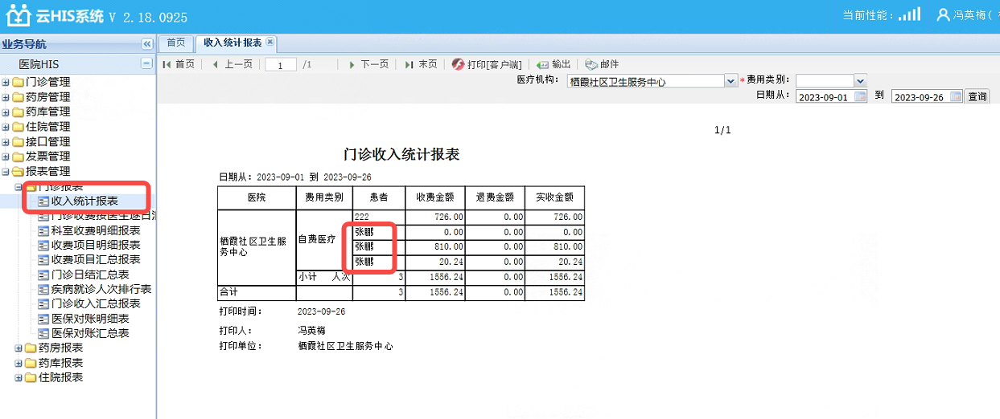 云HIS系统 V 2.18.0925
当前性能： 冯英梅(
业务导航
首页 收入统计报表
医院HIS
首页 上一页 1 /1 下一页 末页 打印[客户端] 输出 邮件
医疗机构： 栖霞社区卫生服务中心 *费用类别：
日期从： 2023-09-01 到 2023-09-26 查询
门诊管理
药房管理
药库管理
住院管理
接口管理
发票管理
报表管理
门诊报表
收入统计报表
门诊收费按医生逐日汇
科室收费明细报表
收费项目明细报表
收费项目汇总报表
门诊日结汇总表
疾病就诊人次排行表
门诊收入汇总报表
医保对账明细表
医保对账汇总表
药房报表
药库报表
住院报表
1/1
门诊收入统计报表
日期从：2023-09-01 到 2023-09-26
医院 费用类别 患者 收费金额 退费金额 实收金额
栖霞社区卫生服务中心 自费医疗 222 726.00 0.00 726.00
张鹏 0.00 0.00 0.00
张鹏 810.00 0.00 810.00
张鹏 20.24 0.00 20.24
小计 人次 3 1556.24 0.00 1556.24
合计 3 1556.24 0.00 1556.24
打印时间： 2023-09-26
打印人： 冯英梅
打印单位： 栖霞社区卫生服务中心